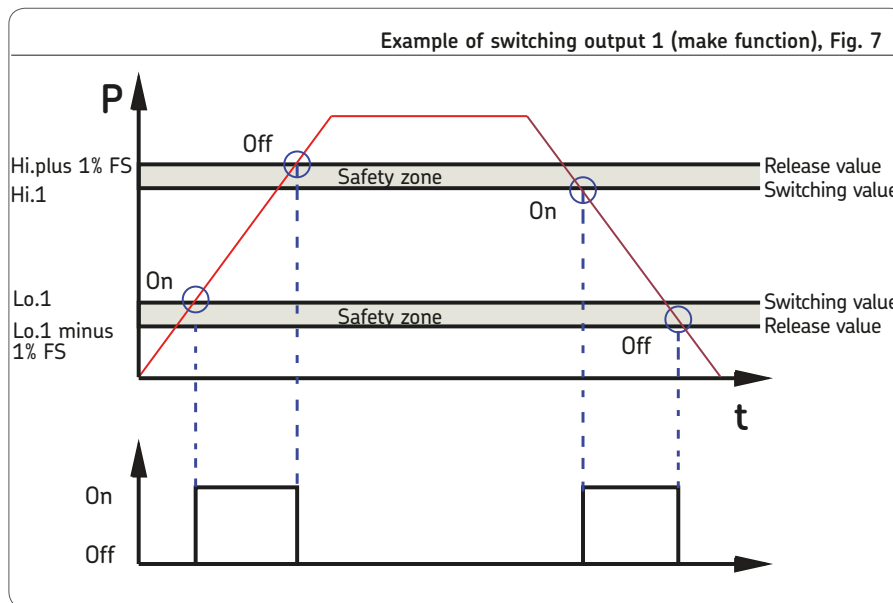 Example of switching output 1 (make function), Fig. 7
P
Off
Hi.plus 1% FS
Safety zone
Release value
Hi.1
Switching value
On
On
Lo.1
Switching value
Safety zone
Lo.1 minus
1% FS
Release value
Off
t
On
Off